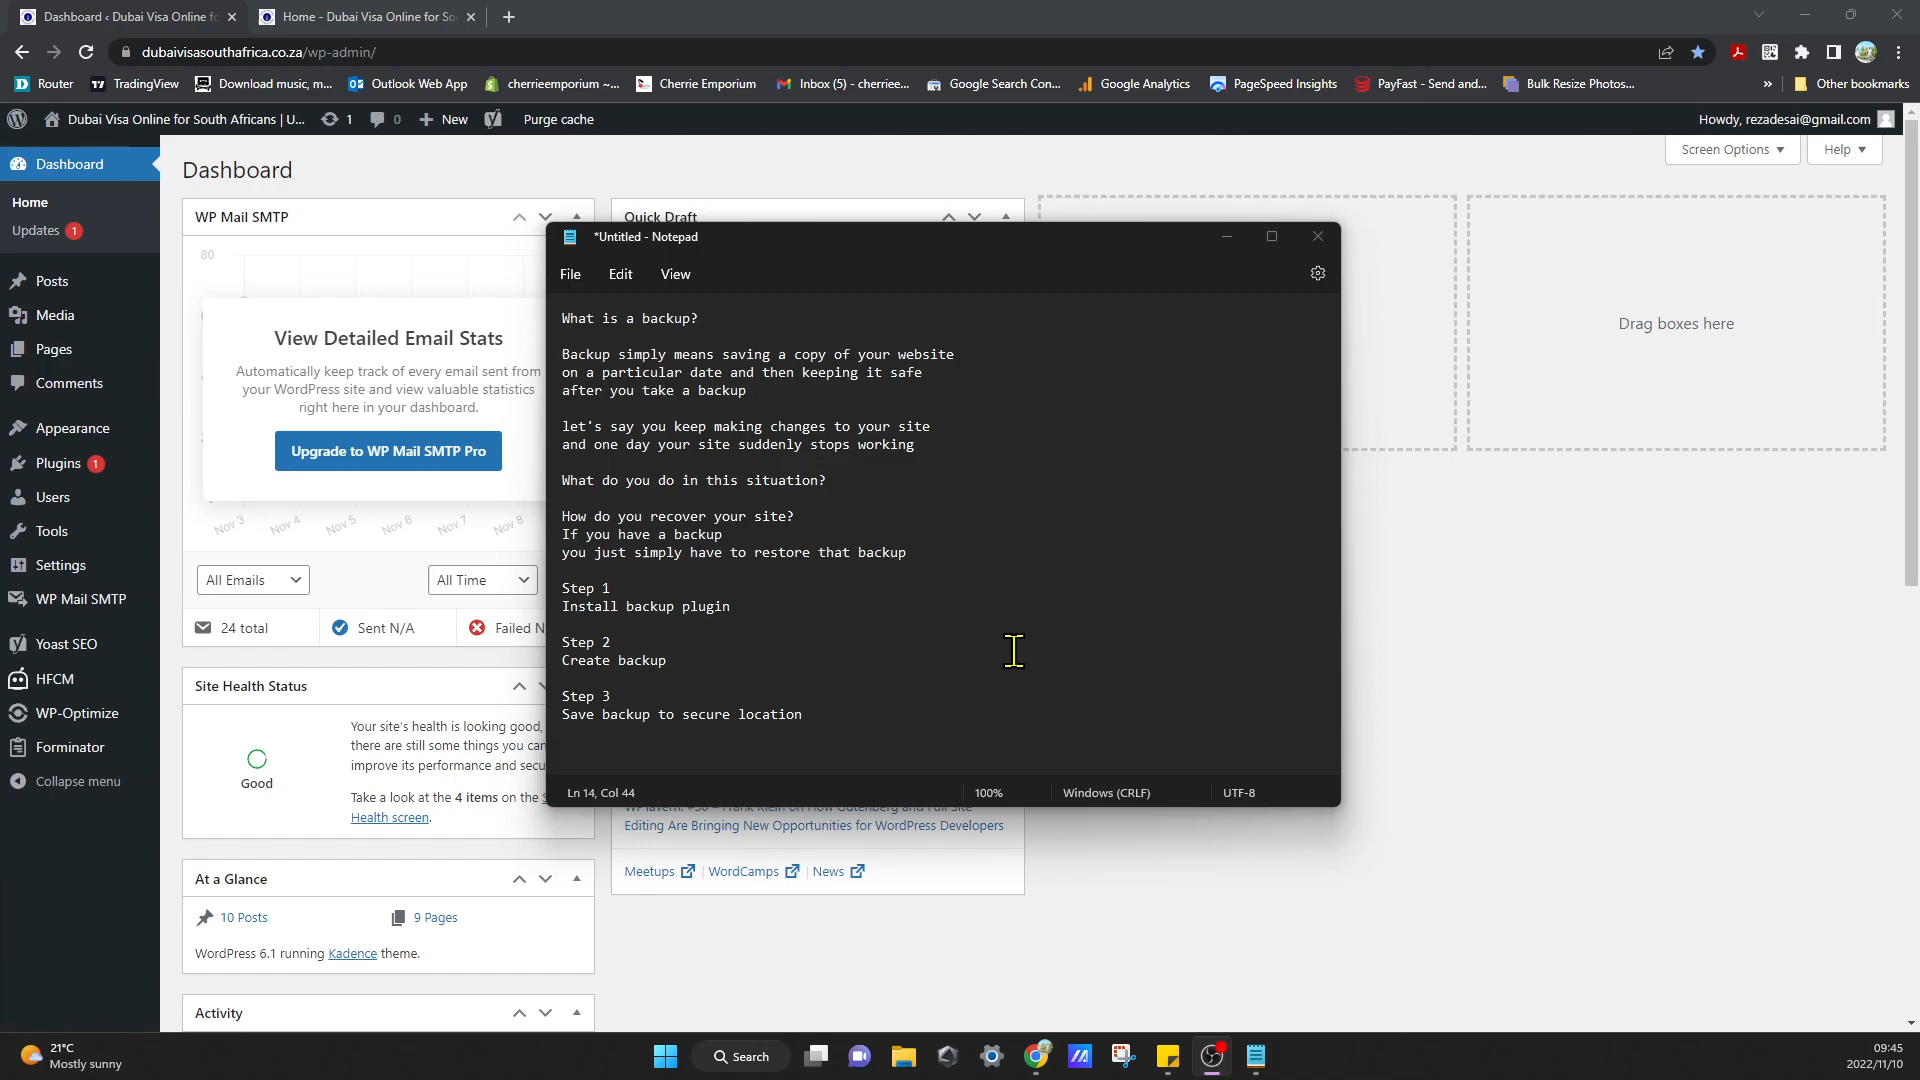 Dashboard ‹ Dubai Visa Online fo
Home - Dubai Visa Online for So
dubaivisasouthafrica.co.za/wp-admin/
Router
TradingView
Download music, m...
Outlook Web App
cherrieemporium ~...
Cherrie Emporium
Inbox (5) - cherriee...
Google Search Con...
Google Analytics
PageSpeed Insights
PayFast - Send and...
Bulk Resize Photos...
»
Other bookmarks
Dubai Visa Online for South Africans | U...
1
0
New
Purge cache
Howdy, rezadesai@gmail.com
Dashboard
Home
Updates 1
Posts
Media
Pages
Comments
Appearance
Plugins 1
Users
Tools
Settings
WP Mail SMTP
Yoast SEO
HFCM
WP-Optimize
Forminator
Collapse menu
Dashboard
Screen Options
Help
WP Mail SMTP
80
View Detailed Email Stats
Automatically keep track of every email sent from
your WordPress site and view valuable statistics
right here in your dashboard.
Upgrade to WP Mail SMTP Pro
Nov 3
Nov 4
Nov 5
Nov 6
Nov 7
Nov 8
All Emails
All Time
24 total
Sent N/A
Failed N
Site Health Status
Good
Your site's health is looking good,
there are still some things you can
improve its performance and secu
Take a look at the 4 items on the S
Health screen.
At a Glance
10 Posts
9 Pages
WordPress 6.1 running Kadence theme.
Activity
Quick Draft
*Untitled - Notepad
File
Edit
View
What is a backup?
Backup simply means saving a copy of your website
on a particular date and then keeping it safe
after you take a backup
let's say you keep making changes to your site
and one day your site suddenly stops working
What do you do in this situation?
How do you recover your site?
If you have a backup
you just simply have to restore that backup
Step 1
Install backup plugin
Step 2
Create backup
Step 3
Save backup to secure location
Ln 14, Col 44
100%
Windows (CRLF)
UTF-8
Editing Are Bringing New Opportunities for WordPress Developers
Meetups
WordCamps
News
Drag boxes here
21°C
Mostly sunny
Search
09:45
2022/11/10